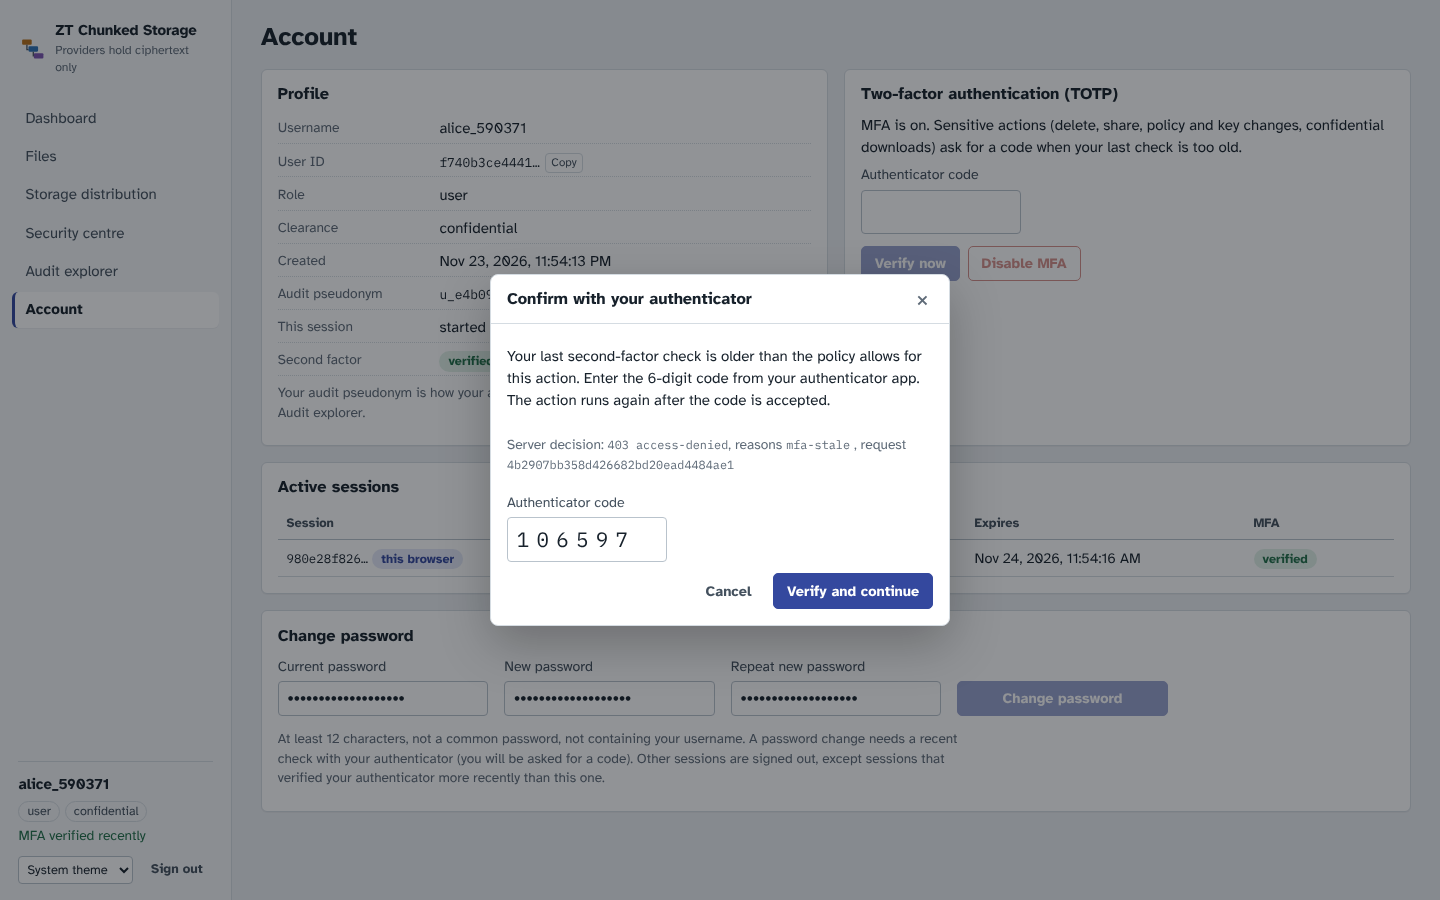 ZT Chunked Storage
Providers hold ciphertext
only
Dashboard
Files
Storage distribution
Security centre
Audit explorer
Account
alice_590371
user confidential
MFA verified recently
System theme Sign out
Account
Profile
Username alice_590371
User ID f740b3ce4441… Copy
Role user
Clearance confidential
Created Nov 23, 2026, 11:54:13 PM
Audit pseudonym
This session started
Second factor verified
Your audit pseudonym is how your
Audit explorer.
Two-factor authentication (TOTP)
MFA is on. Sensitive actions (delete, share, policy and key changes, confidential
downloads) ask for a code when your last check is too old.
Authenticator code
Verify now Disable MFA
Confirm with your authenticator ×
Your last second-factor check is older than the policy allows for
this action. Enter the 6-digit code from your authenticator app.
The action runs again after the code is accepted.
Server decision: 403 access-denied, reasons mfa-stale , request
4b2907bb358d426682bd20ead4484ae1
Authenticator code
106597
Cancel Verify and continue
Active sessions
Session Expires MFA
980e28f826… this browser Nov 24, 2026, 11:54:16 AM verified
Change password
Current password New password Repeat new password
••••••••••••••••••• ••••••••••••••••••• ••••••••••••••••••• Change password
At least 12 characters, not a common password, not containing your username. A password change needs a recent
check with your authenticator (you will be asked for a code). Other sessions are signed out, except sessions that
verified your authenticator more recently than this one.